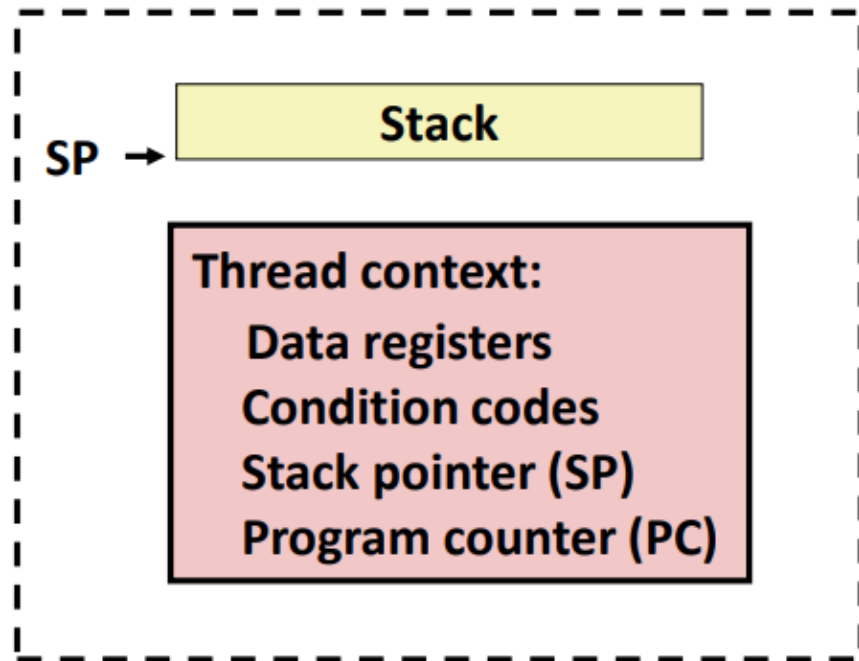 Stack
SP
Thread context:
Data registers
Condition codes
Stack pointer (SP)
Program counter (PC)